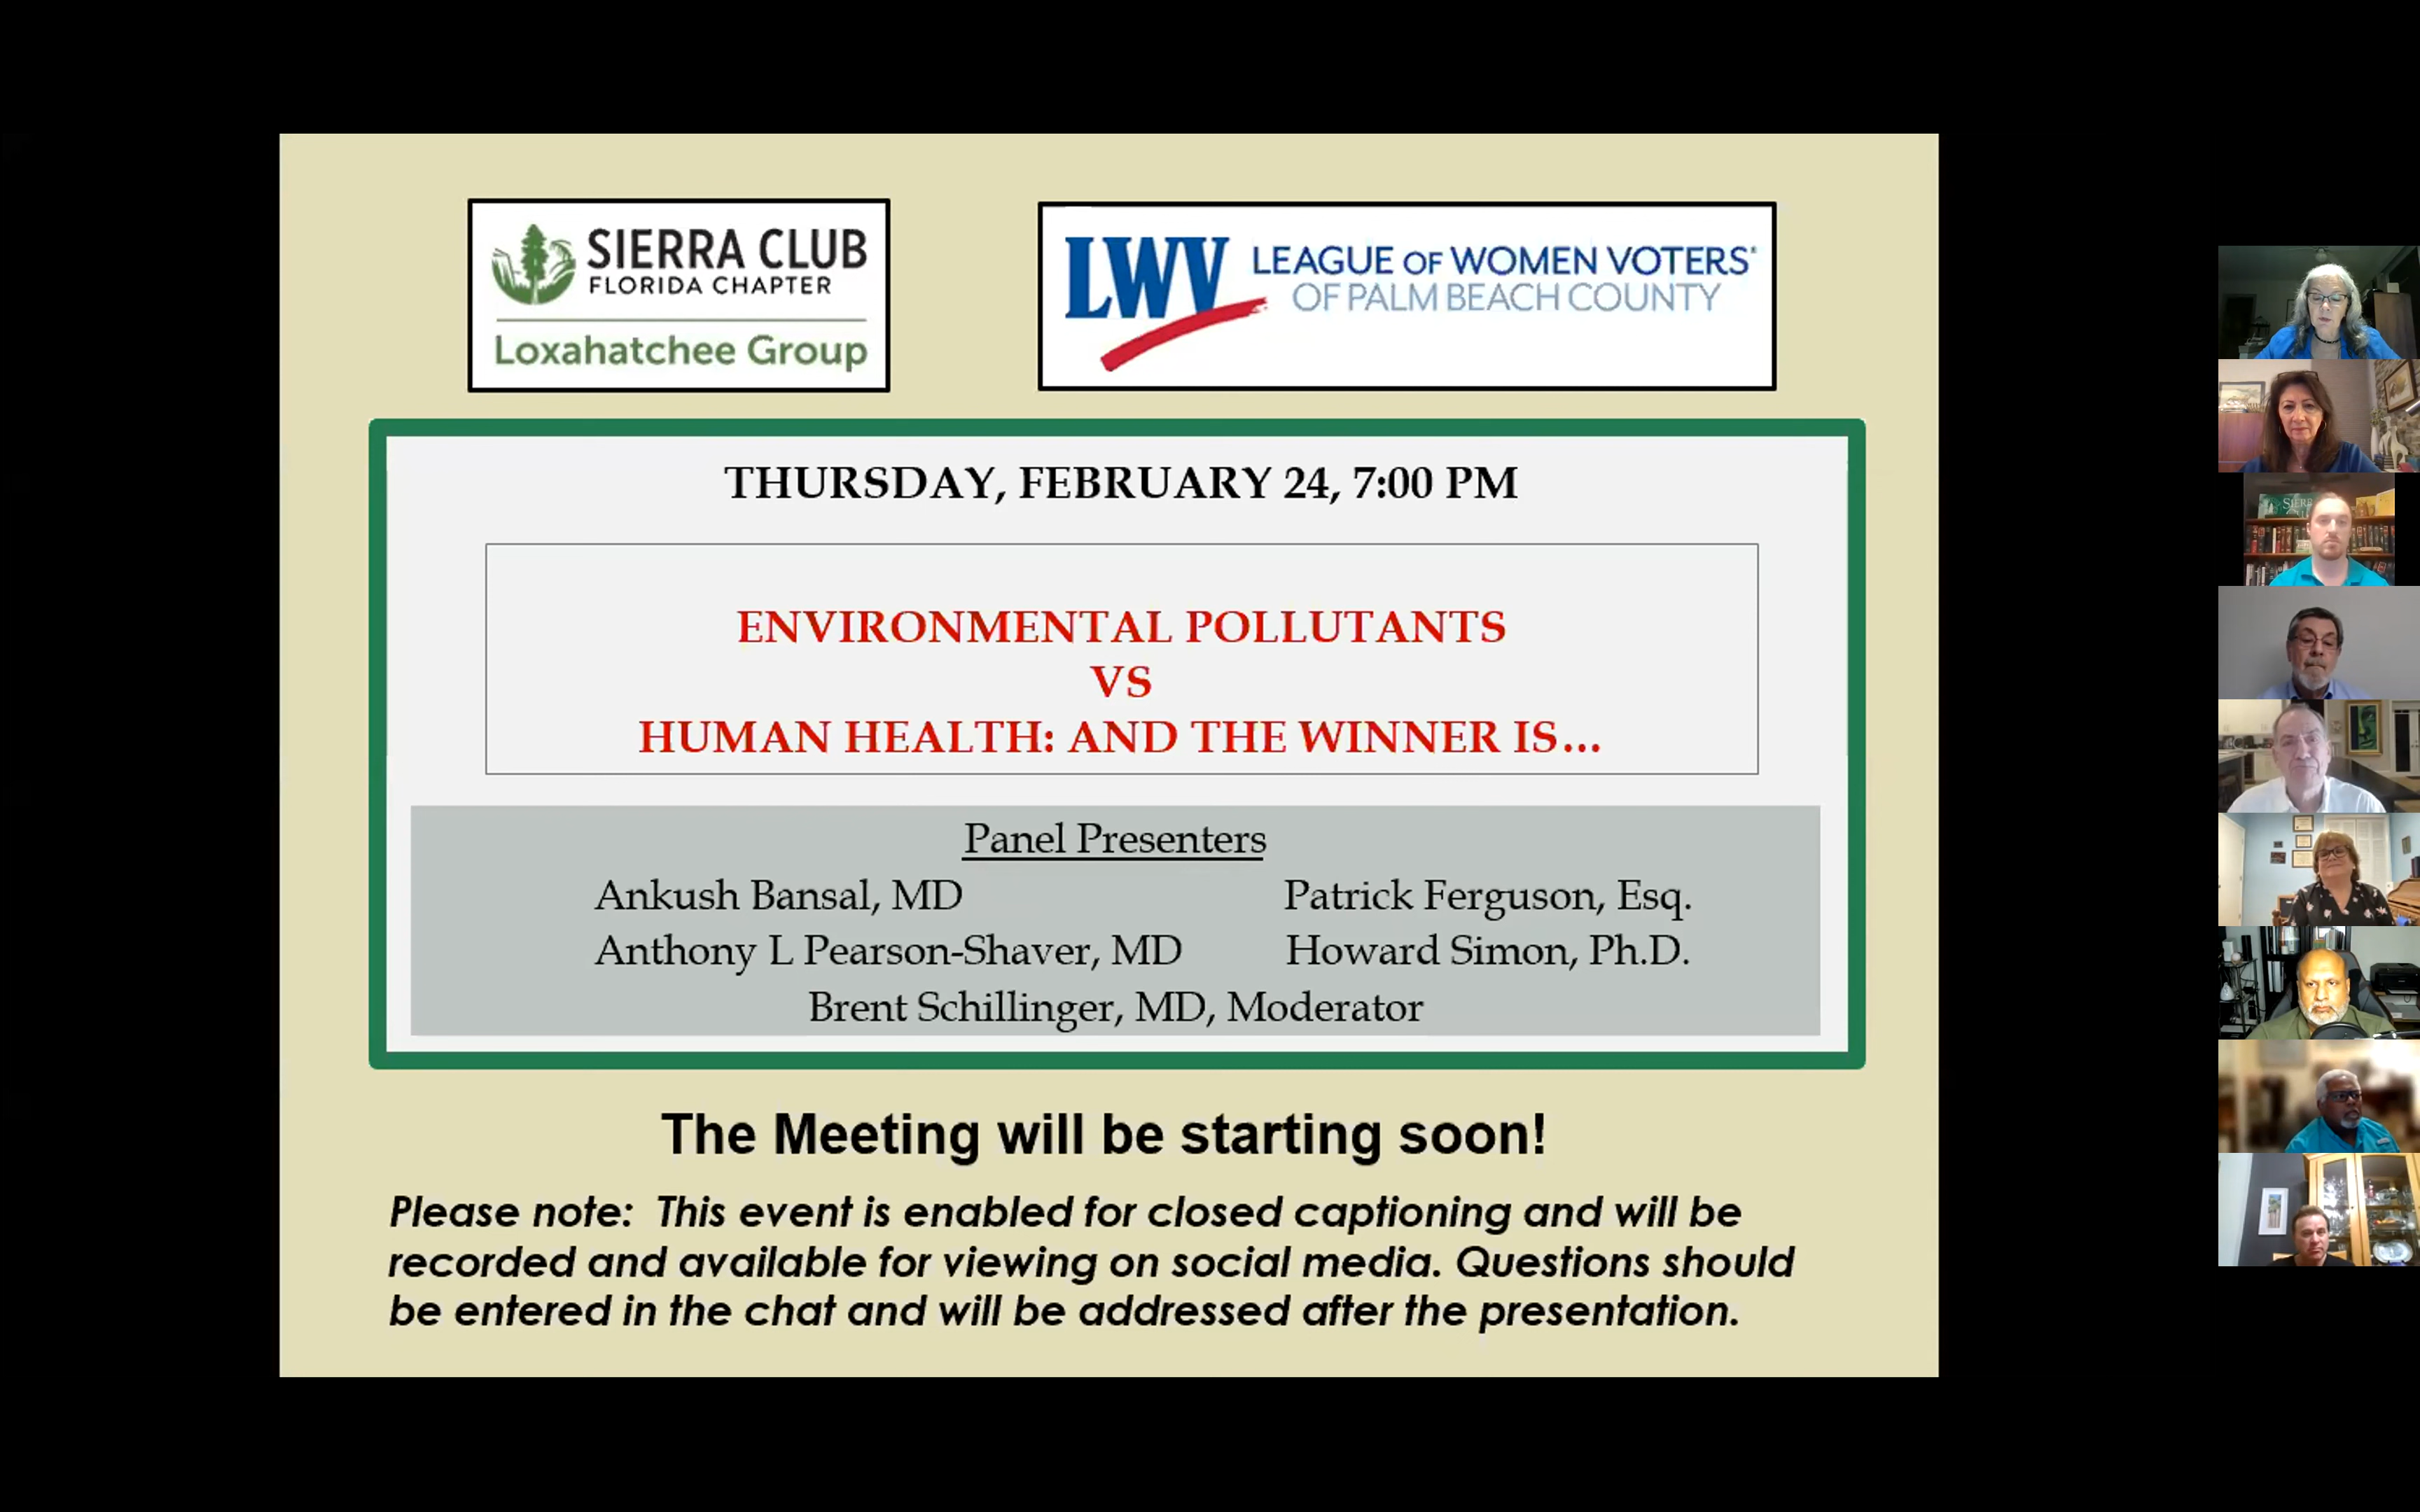 SIERRA CLUB
FLORIDA CHAPTER
Loxahatchee Group
LWV LEAGUE OF WOMEN VOTERS®
OF PALM BEACH COUNTY
THURSDAY, FEBRUARY 24, 7:00 PM
ENVIRONMENTAL POLLUTANTS
VS
HUMAN HEALTH: AND THE WINNER IS...
Panel Presenters
Ankush Bansal, MD Patrick Ferguson, Esq.
Anthony L Pearson-Shaver, MD Howard Simon, Ph.D.
Brent Schillinger, MD, Moderator
The Meeting will be starting soon!
Please note: This event is enabled for closed captioning and will be
recorded and available for viewing on social media. Questions should
be entered in the chat and will be addressed after the presentation.